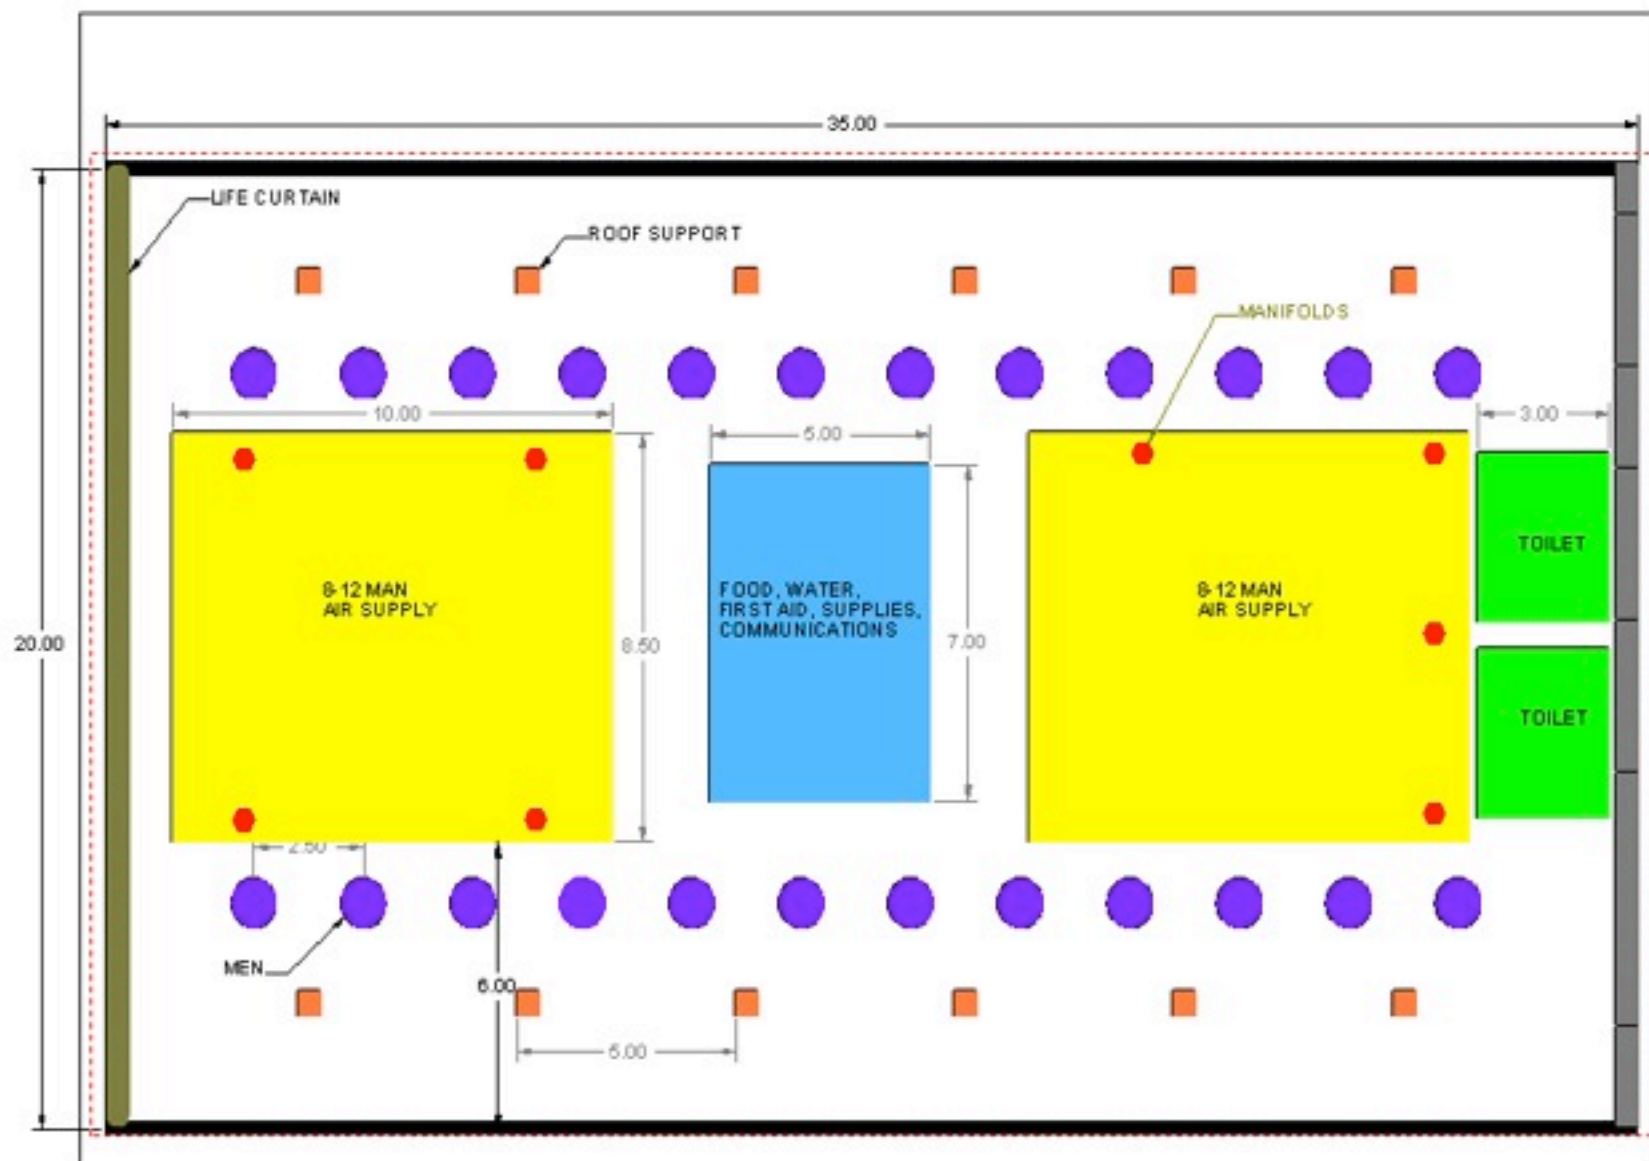 35.00
LIFE CURTAIN
ROOF SUPPORT
MANIFOLDS
10.00
5.00
3.00
8-12 MAN
AIR SUPPLY
FOOD, WATER,
FIRST AID, SUPPLIES,
COMMUNICATIONS
8-12 MAN
AIR SUPPLY
TOILET
20.00
8.50
7.00
TOILET
2.50
MEN
6.00
5.00